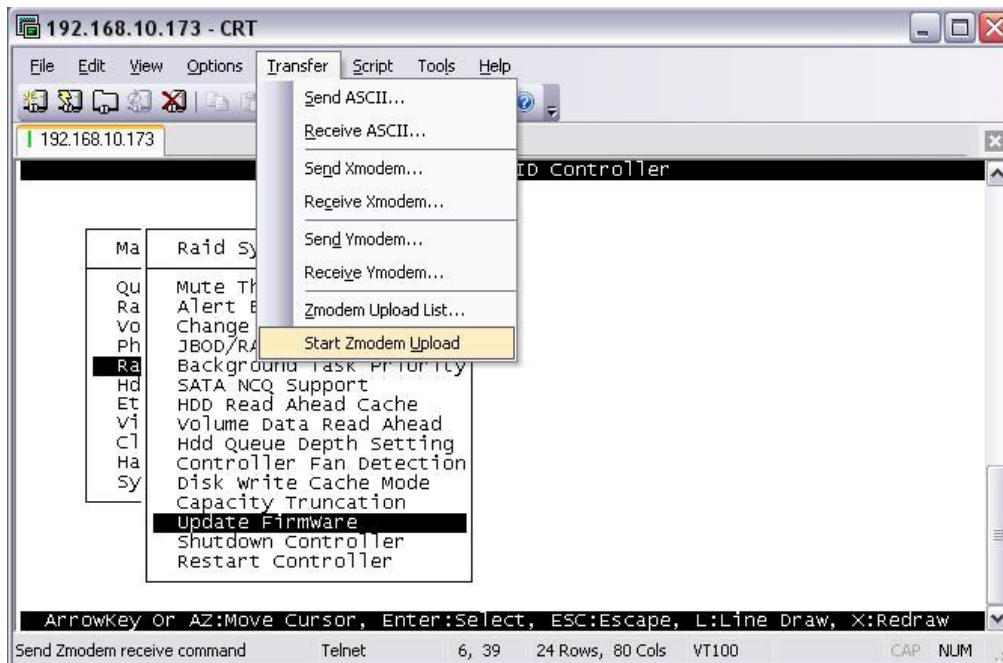 192.168.10.173 - CRT
File Edit View Options Transfer Script Tools Help
192.168.10.173
Send ASCII...
Receive ASCII...
Send Xmodem...
Receive Xmodem...
Send Ymodem...
Receive Ymodem...
Zmodem Upload List...
Start Zmodem Upload
ID Controller
Ma
Qu
Ra
Vo
Ph
Ra
Hd
Et
Vi
Cl
Ha
Sy
Raid Sy
Mute Th
Alert
Change
JBOD/RA
Background Task Priority
SATA NCQ Support
HDD Read Ahead Cache
Volume Data Read Ahead
Hdd Queue Depth Setting
Controller Fan Detection
Disk Write Cache Mode
Capacity Truncation
Update FirmWare
Shutdown Controller
Restart Controller
ArrowKey Or AZ:Move Cursor, Enter:Select, ESC:Escape, L:Line Draw, X:Redraw
Send Zmodem receive command Telnet 6, 39 24 Rows, 80 Cols VT100 CAP NUM